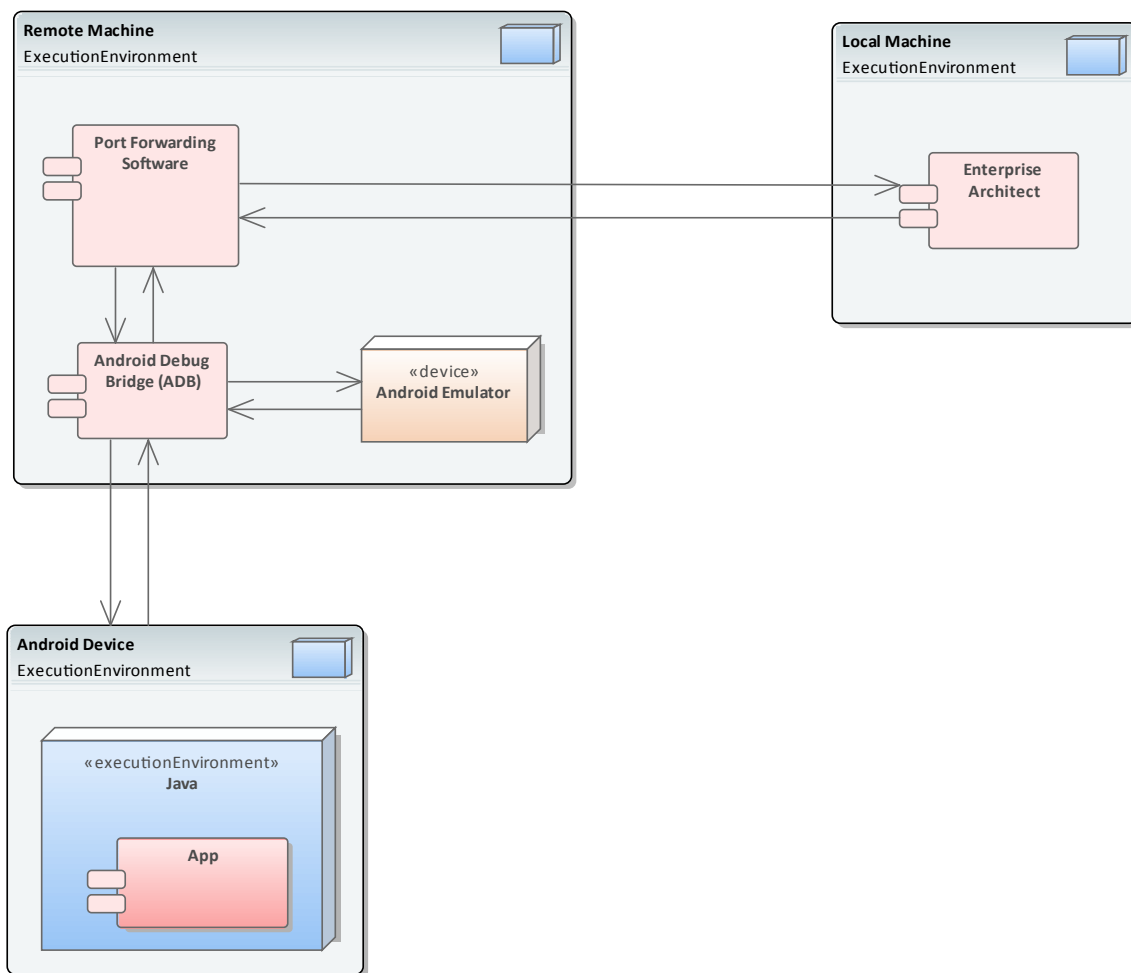 Remote Machine
ExecutionEnvironment
Local Machine
ExecutionEnvironment
Port Forwarding
Software
Enterprise
Architect
Android Debug
Bridge (ADB)
«device»
Android Emulator
Android Device
ExecutionEnvironment
«executionEnvironment»
Java
App